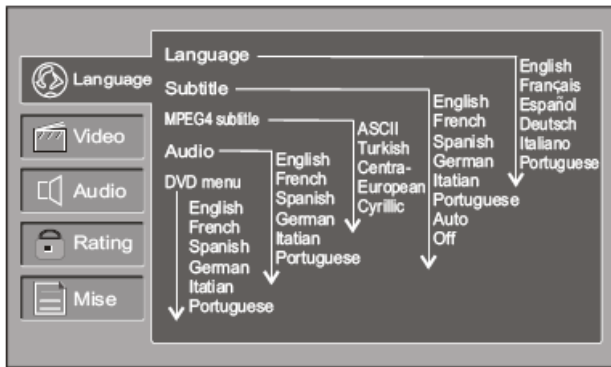 Language
Video
Audio
Rating
Mise
Language
English
Français
Español
Deutsch
Italiano
Portuguese
Subtitle
English
French
Spanish
German
Itatian
Portuguese
Auto
Off
MPEG4 subtitle
ASCII
Turkish
Centra-
European
Cyrillic
Audio
English
French
Spanish
German
Itatian
Portuguese
DVD menu
English
French
Spanish
German
Itatian
Portuguese